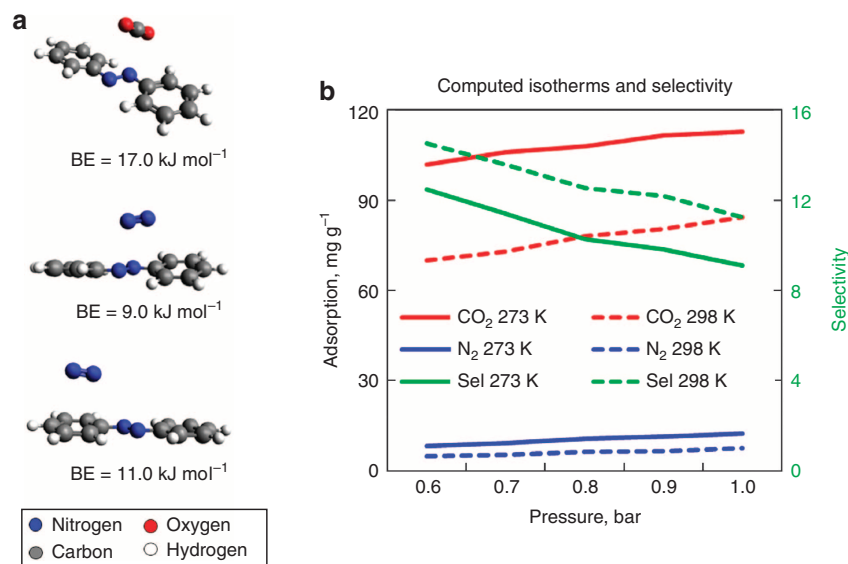 a
BE = 17.0 kJ mol⁻¹
BE = 9.0 kJ mol⁻¹
BE = 11.0 kJ mol⁻¹
Nitrogen Oxygen
Carbon Hydrogen
b
Computed isotherms and selectivity
Adsorption, mg g⁻¹
120
90
60
30
0
CO₂ 273 K CO₂ 298 K
N₂ 273 K N₂ 298 K
Sel 273 K Sel 298 K
16
12
8
4
0
Selectivity
0.6 0.7 0.8 0.9 1.0
Pressure, bar